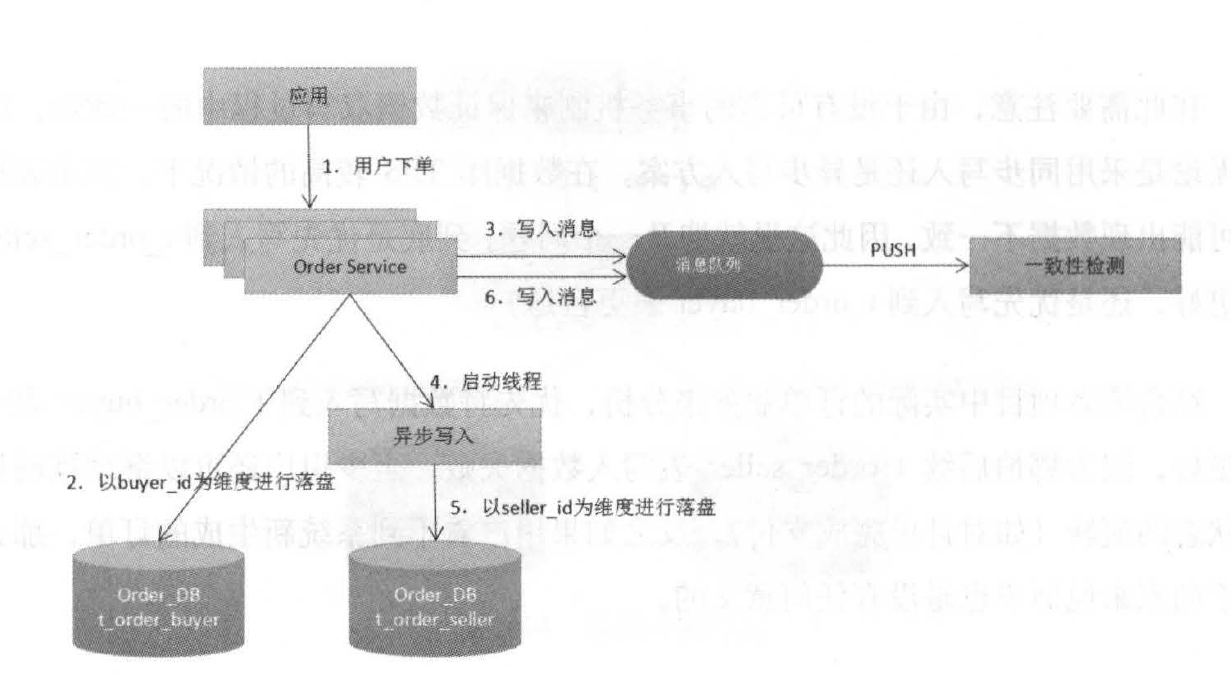 应用
1. 用户下单
Order Service
3. 写入消息
6. 写入消息
消息队列
PUSH
一致性检测
4. 启动线程
异步写入
2. 以buyer_id为维度进行落盘
5. 以seller_id为维度进行落盘
Order_DB
t_order_buyer
Order_DB
t_order_seller